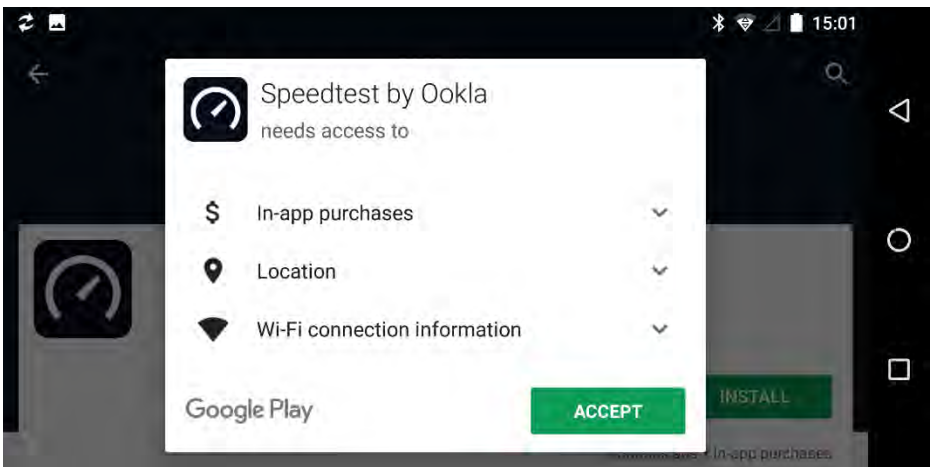 15:01
Speedtest by Ookla
needs access to
In-app purchases
Location
Wi-Fi connection information
Google Play
ACCEPT
INSTALL
In-app purchases